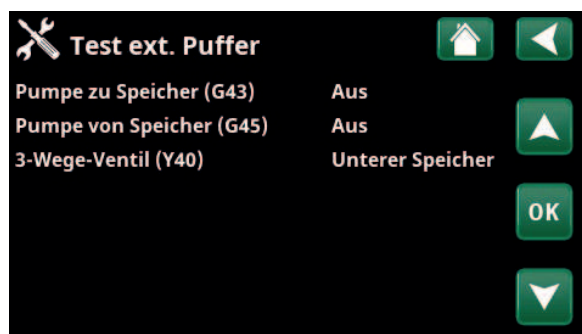 Test ext. Puffer
Pumpe zu Speicher (G43) Aus
Pumpe von Speicher (G45) Aus
3-Wege-Ventil (Y40) Unterer Speicher
OK